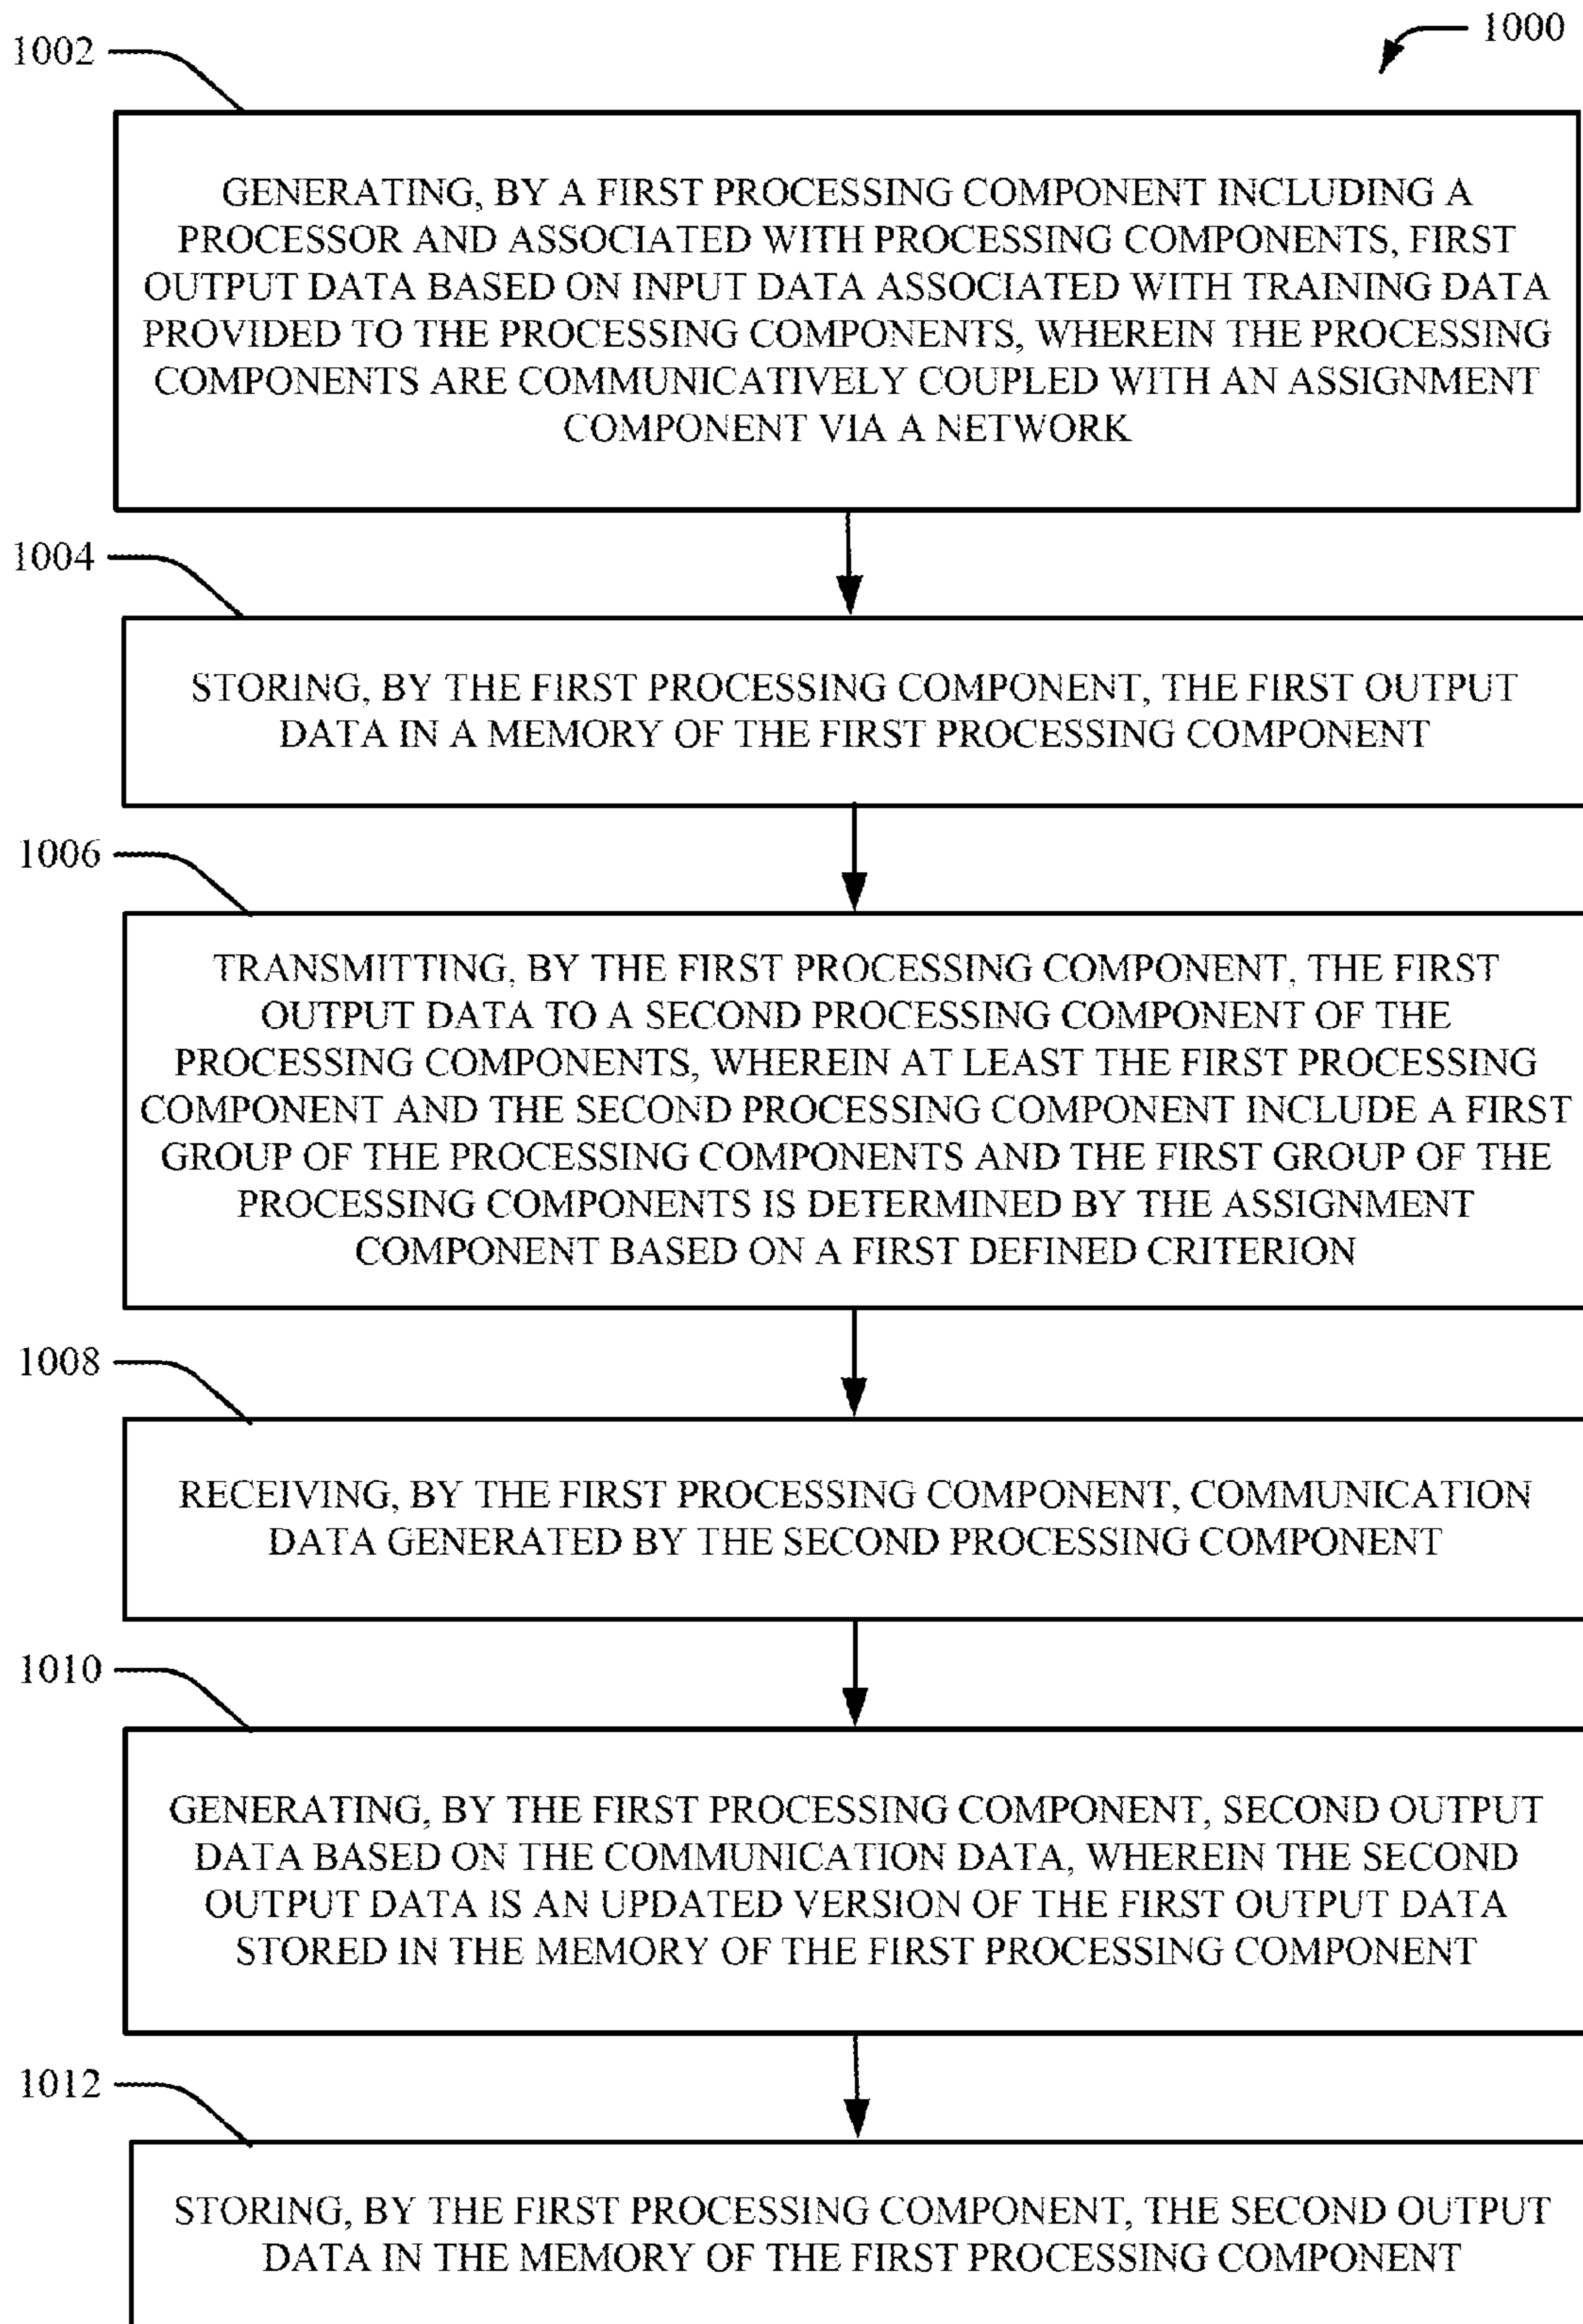 1000
1002
GENERATING, BY A FIRST PROCESSING COMPONENT INCLUDING A
PROCESSOR AND ASSOCIATED WITH PROCESSING COMPONENTS, FIRST
OUTPUT DATA BASED ON INPUT DATA ASSOCIATED WITH TRAINING DATA
PROVIDED TO THE PROCESSING COMPONENTS, WHEREIN THE PROCESSING
COMPONENTS ARE COMMUNICATIVELY COUPLED WITH AN ASSIGNMENT
COMPONENT VIA A NETWORK
1004
STORING, BY THE FIRST PROCESSING COMPONENT, THE FIRST OUTPUT
DATA IN A MEMORY OF THE FIRST PROCESSING COMPONENT
1006
TRANSMITTING, BY THE FIRST PROCESSING COMPONENT, THE FIRST
OUTPUT DATA TO A SECOND PROCESSING COMPONENT OF THE
PROCESSING COMPONENTS, WHEREIN AT LEAST THE FIRST PROCESSING
COMPONENT AND THE SECOND PROCESSING COMPONENT INCLUDE A FIRST
GROUP OF THE PROCESSING COMPONENTS AND THE FIRST GROUP OF THE
PROCESSING COMPONENTS IS DETERMINED BY THE ASSIGNMENT
COMPONENT BASED ON A FIRST DEFINED CRITERION
1008
RECEIVING, BY THE FIRST PROCESSING COMPONENT, COMMUNICATION
DATA GENERATED BY THE SECOND PROCESSING COMPONENT
1010
GENERATING, BY THE FIRST PROCESSING COMPONENT, SECOND OUTPUT
DATA BASED ON THE COMMUNICATION DATA, WHEREIN THE SECOND
OUTPUT DATA IS AN UPDATED VERSION OF THE FIRST OUTPUT DATA
STORED IN THE MEMORY OF THE FIRST PROCESSING COMPONENT
1012
STORING, BY THE FIRST PROCESSING COMPONENT, THE SECOND OUTPUT
DATA IN THE MEMORY OF THE FIRST PROCESSING COMPONENT